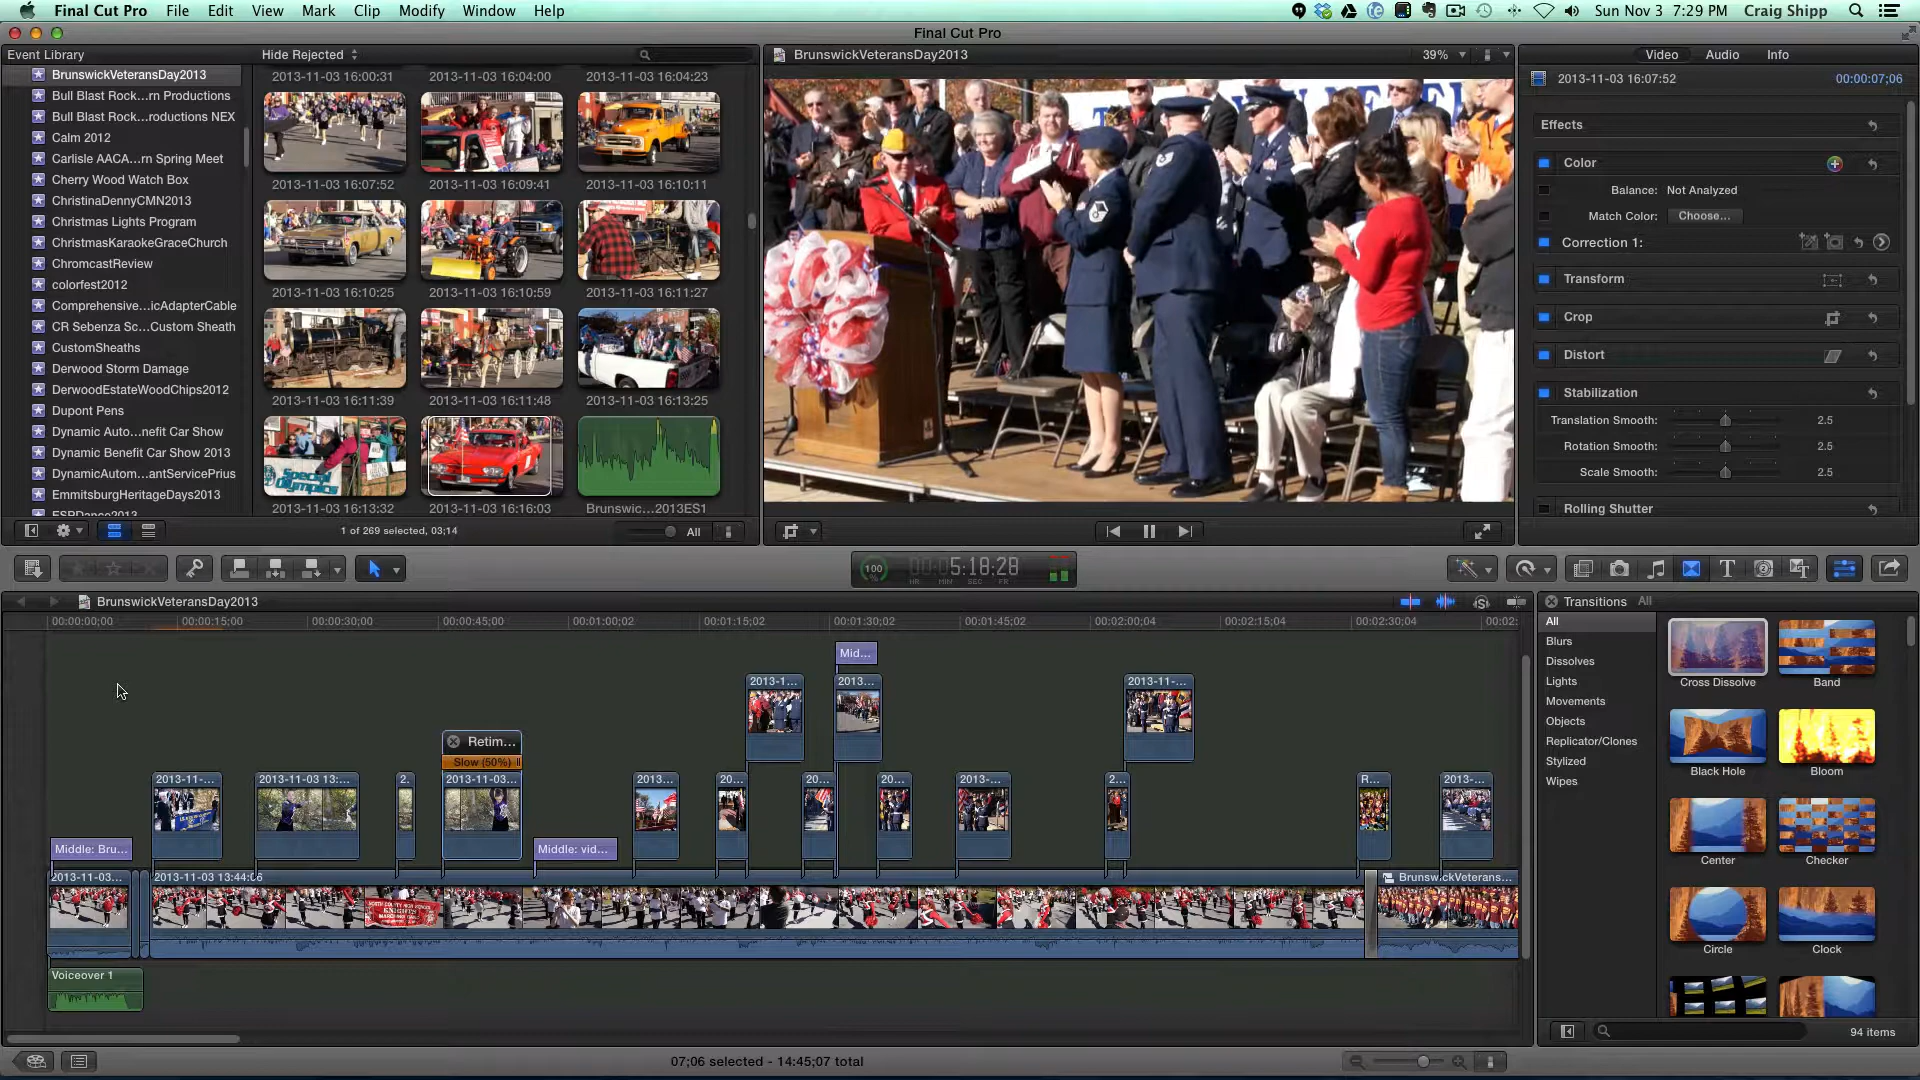 Final Cut Pro File Edit View Mark Clip Modify Window Help Sun Nov 3 7:29 PM Craig Shipp
Final Cut Pro
Event Library
Hide Rejected
BrunswickVeteransDay2013
39%
Video Audio Info
BrunswickVeteransDay2013
Bull Blast Rock…rn Productions
Bull Blast Rock…roductions NEX
Calm 2012
Carlisle AACA…rn Spring Meet
Cherry Wood Watch Box
ChristinaDennyCMN2013
Christmas Lights Program
ChristmasKaraokeGraceChurch
ChromcastReview
colorfest2012
Comprehensive…icAdapterCable
CR Sebenza Sc…Custom Sheath
CustomSheaths
Derwood Storm Damage
DerwoodEstateWoodChips2012
Dupont Pens
Dynamic Auto…nefit Car Show
Dynamic Benefit Car Show 2013
DynamicAutom…antServicePrius
EmmitsburgHeritageDays2013
ESPDance2013
2013-11-03 16:00:31 2013-11-03 16:04:00 2013-11-03 16:04:23
2013-11-03 16:07:52 2013-11-03 16:09:41 2013-11-03 16:10:11
2013-11-03 16:10:25 2013-11-03 16:10:59 2013-11-03 16:11:27
2013-11-03 16:11:39 2013-11-03 16:11:48 2013-11-03 16:13:25
2013-11-03 16:13:32 2013-11-03 16:16:03 Brunswic…2013ES1
1 of 269 selected, 03;14
All
2013-11-03 16:07:52 00:00:07;06
Effects
Color
Balance: Not Analyzed
Match Color: Choose...
Correction 1:
Transform
Crop
Distort
Stabilization
Translation Smooth: 2.5
Rotation Smooth: 2.5
Scale Smooth: 2.5
Rolling Shutter
100
%
5:18:28
HR MIN SEC FR
BrunswickVeteransDay2013
00:00:00;00 00:00:15;00 00:00:30;00 00:00:45;00 00:01:00;02 00:01:15;02 00:01:30;02 00:01:45;02 00:02:00;04 00:02:15;04 00:02:30;04 00:02:
Mid...
2013-1... 2013... 2013-11-...
Retim...
Slow (50%)
2013-11-... 2013-11-03 13:... 2. 2013-11-03... 2013... 20... 20... 20... 2013-... 2... R... 2013-...
Middle: Bru... Middle: vid...
2013-11-03... 2013-11-03 13:44:06 Brunswick­Veterans...
Voiceover 1
07;06 selected - 14:45;07 total
Transitions All
All
Blurs
Dissolves
Lights
Movements
Objects
Replicator/Clones
Stylized
Wipes
Cross Dissolve Band
Black Hole Bloom
Center Checker
Circle Clock
94 items